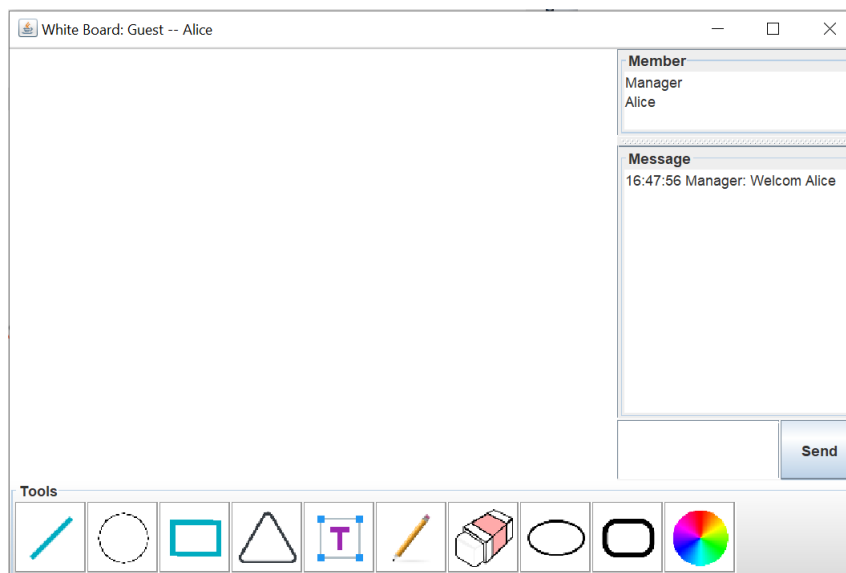 White Board: Guest -- Alice
Member
Manager
Alice
Message
16:47:56 Manager: Welcom Alice
Send
Tools
T